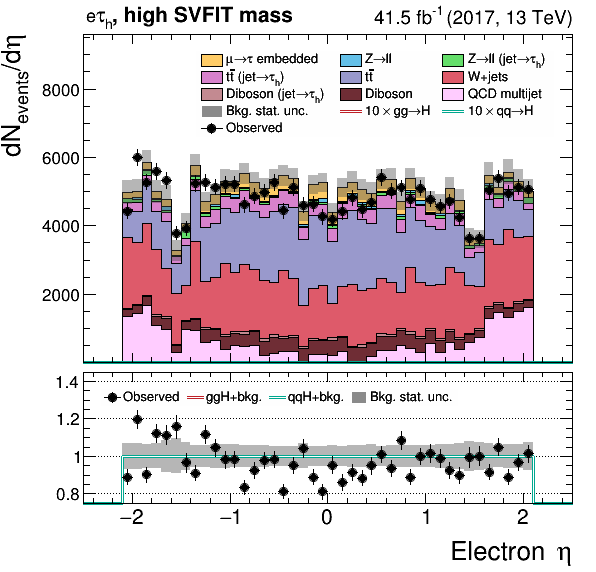 eτh, high SVFIT mass 41.5 fb⁻¹ (2017, 13 TeV)
dNevents/dη
μ→τ embedded Z→ll Z→ll (jet→τh)
tt̄ (jet→τh) tt̄ W+jets
Diboson (jet→τh) Diboson QCD multijet
Bkg. stat. unc. 10×gg→H 10×qq→H
Observed
6000
4000
2000
1.4
Observed ggH+bkg. qqH+bkg. Bkg. stat. unc.
1.2
1
0.8
−2 −1 0 1 2
Electron η